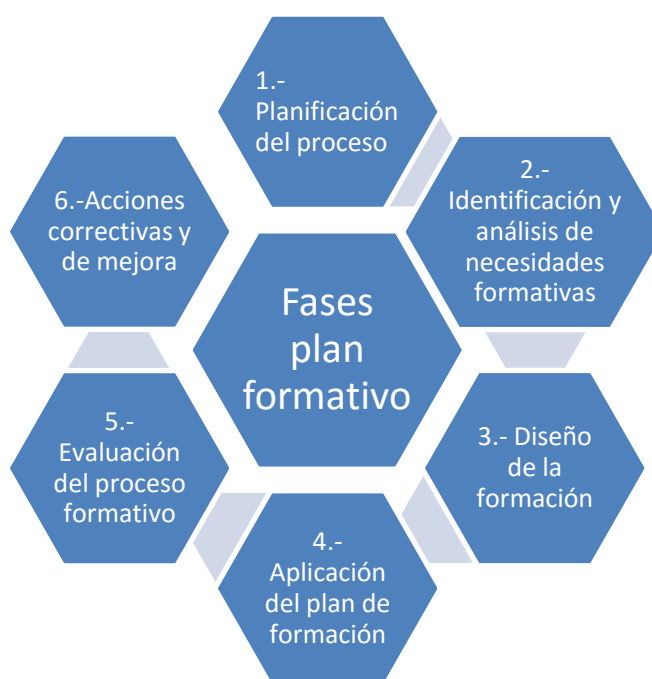 1.-
Planificación
del proceso
2.-
Identificación y
análisis de
necesidades
formativas
3.- Diseño
de la
formación
4.-
Aplicación
del plan de
formación
5.-
Evaluación
del proceso
formativo
6.-Acciones
correctivas y
de mejora
Fases
plan
formativo